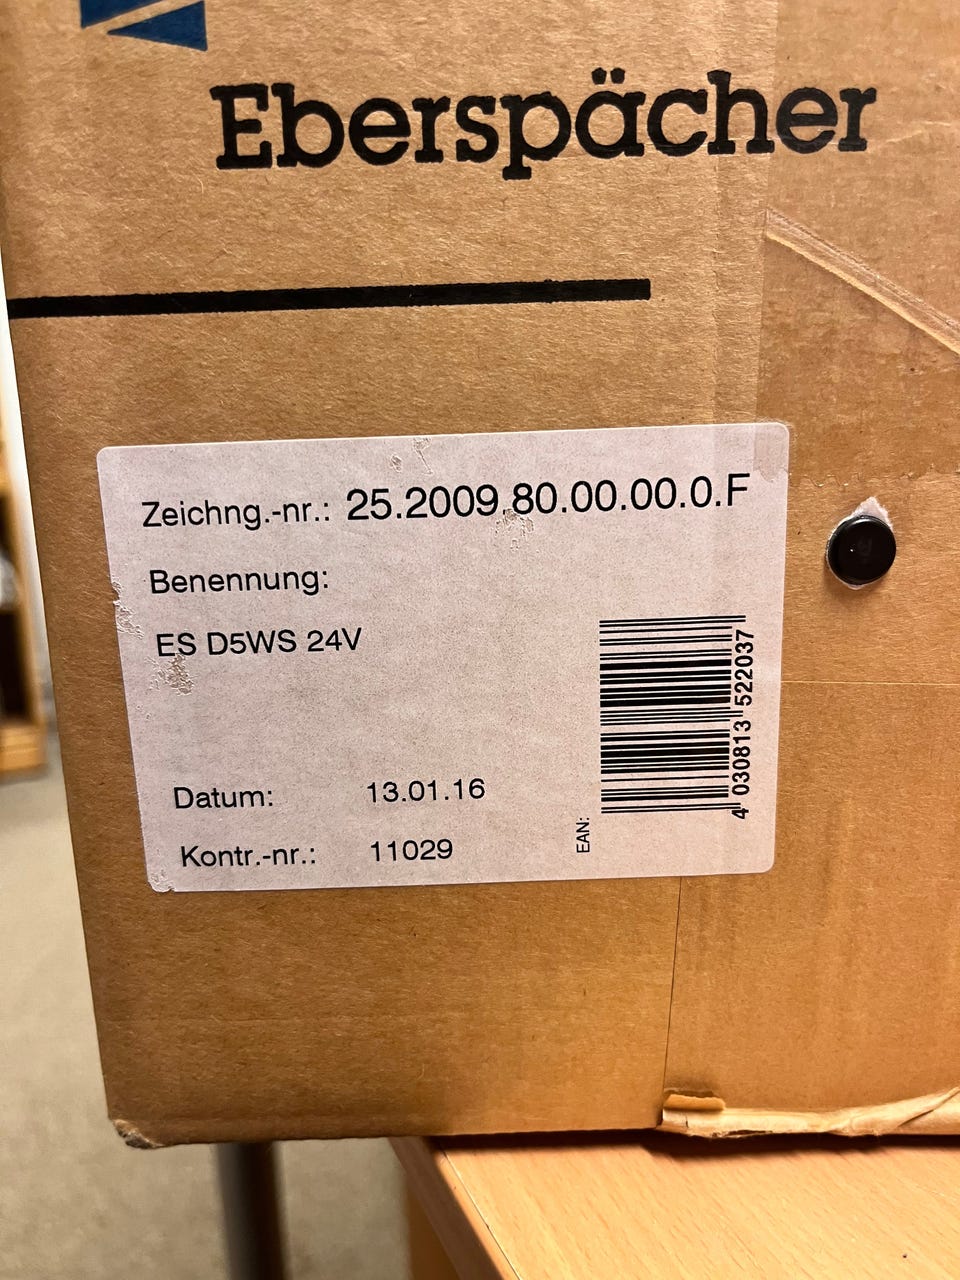 Eberspächer
Zeichng.-nr.: 25.2009.80.00.00.0.F
Benennung:
ES D5WS 24V
Datum: 13.01.16
Kontr.-nr.: 11029
EAN:
4 030813 522037